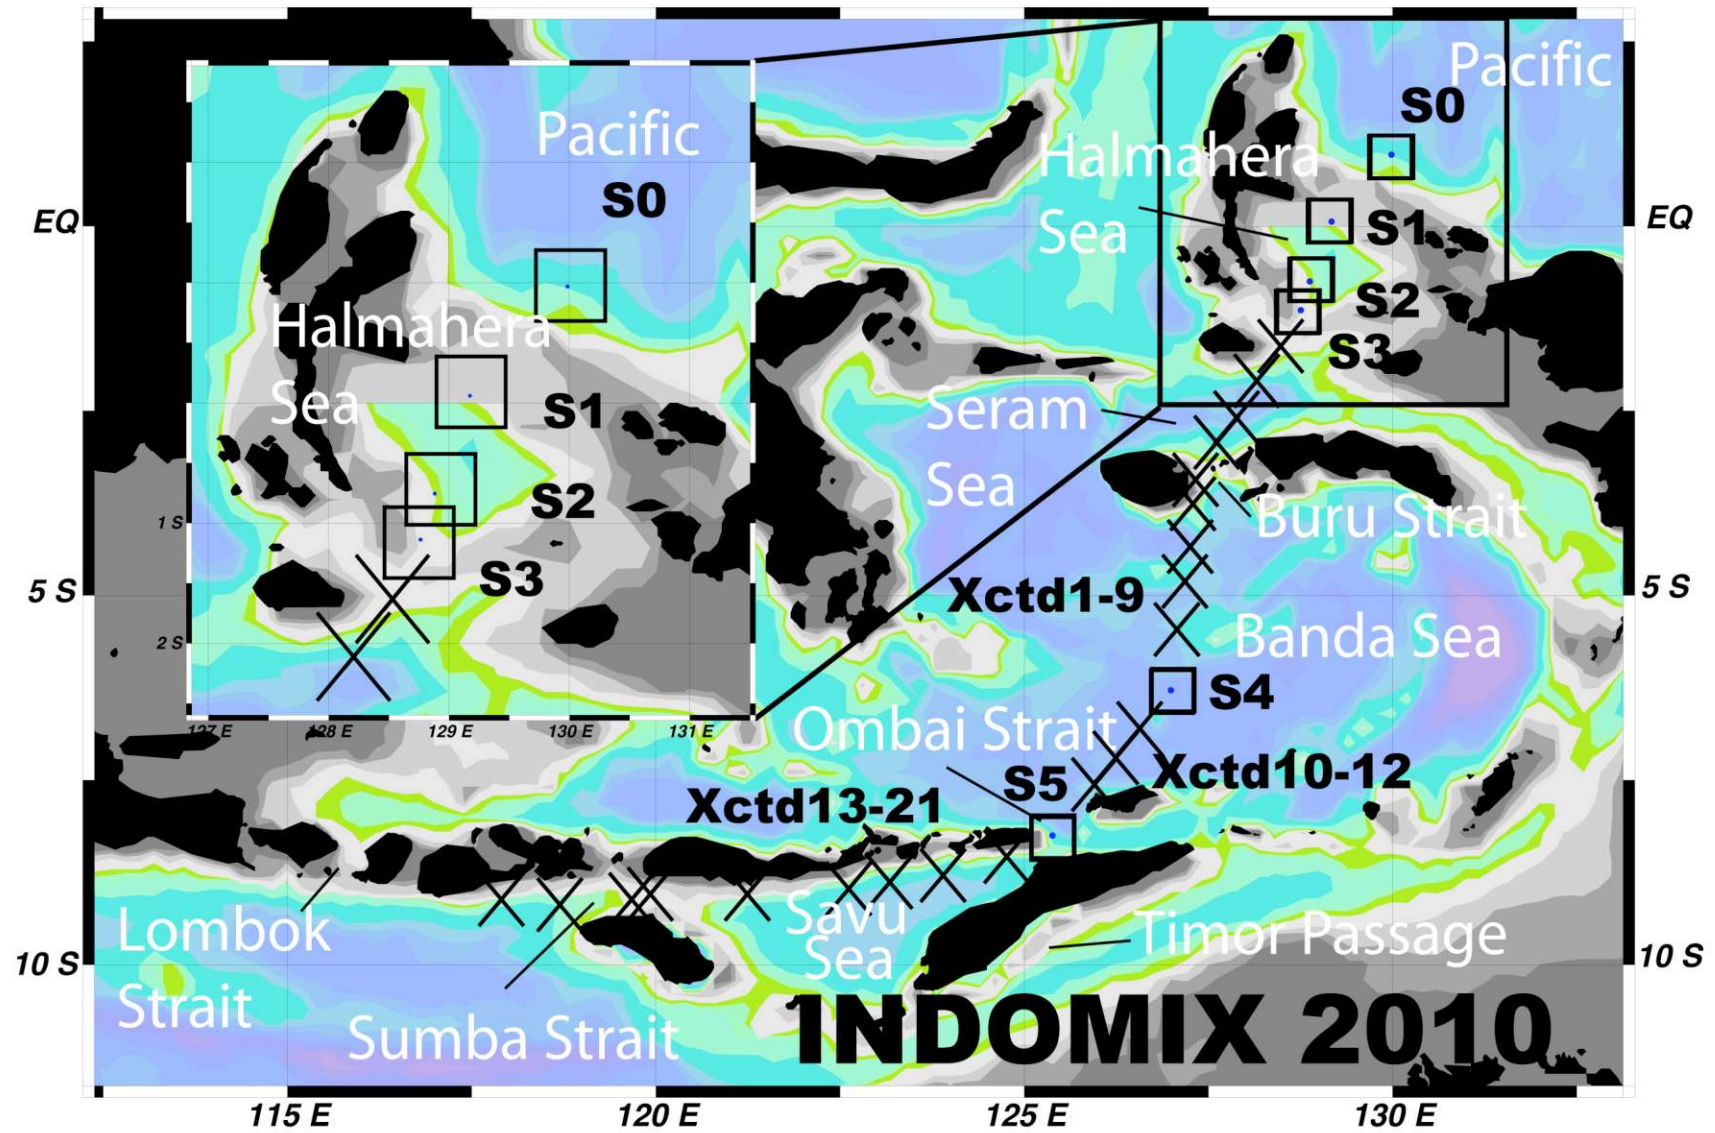 Pacific
S0
Halmahera
Sea
S1
S2
S3
1 S
2 S
127 E
128 E
129 E
130 E
131 E
Pacific
S0
Halmahera
Sea
S1
S2
S3
Seram
Sea
Buru Strait
Xctd1-9
Banda Sea
S4
Ombai Strait
Xctd10-12
S5
Xctd13-21
Savu
Sea
Lombok
Strait
Timor Passage
Sumba Strait
INDOMIX 2010
EQ
EQ
5 S
5 S
10 S
10 S
115 E
120 E
125 E
130 E